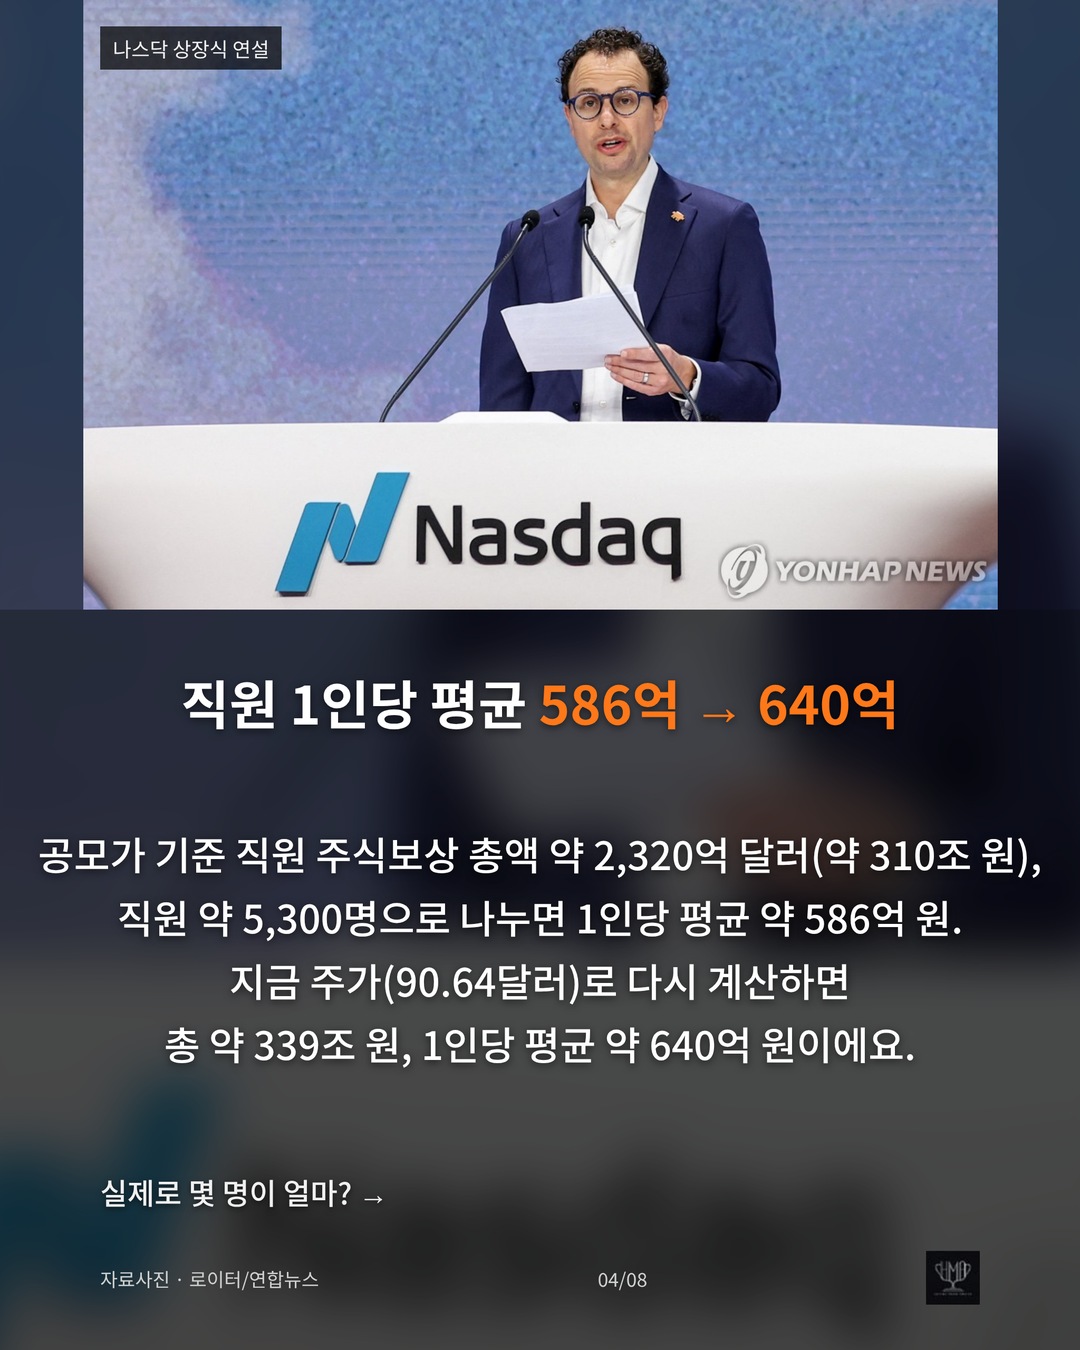 나스닥 상장식 연설
Nasdaq
YONHAP NEWS
직원 1인당 평균 586억 → 640억
공모가 기준 직원 주식보상 총액 약 2,320억 달러(약 310조 원),
직원 약 5,300명으로 나누면 1인당 평균 약 586억 원.
지금 주가(90.64달러)로 다시 계산하면
총 약 339조 원, 1인당 평균 약 640억 원이에요.
실제로 몇 명이 얼마? →
자료사진 · 로이터/연합뉴스
04/08